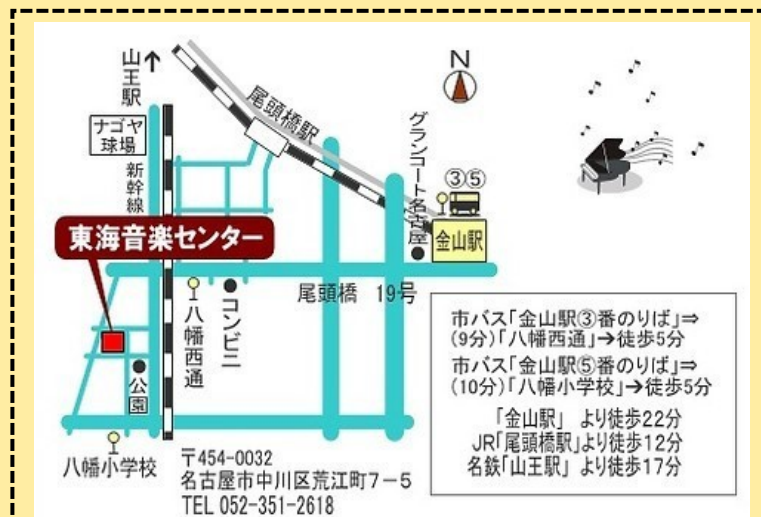 山王駅
ナゴヤ
球場
新幹線
尾頭橋駅
N
グランコート名古屋
③⑤
金山駅
東海音楽センター
尾頭橋 19号
八幡西通
コンビニ
公園
八幡小学校
市バス「金山駅③番のりば」⇒
(9分)「八幡西通」→徒歩5分
市バス「金山駅⑤番のりば」⇒
(10分)「八幡小学校」→徒歩5分
「金山駅」 より徒歩22分
JR「尾頭橋駅」より徒歩12分
名鉄「山王駅」 より徒歩17分
〒454-0032
名古屋市中川区荒江町7-5
TEL 052-351-2618